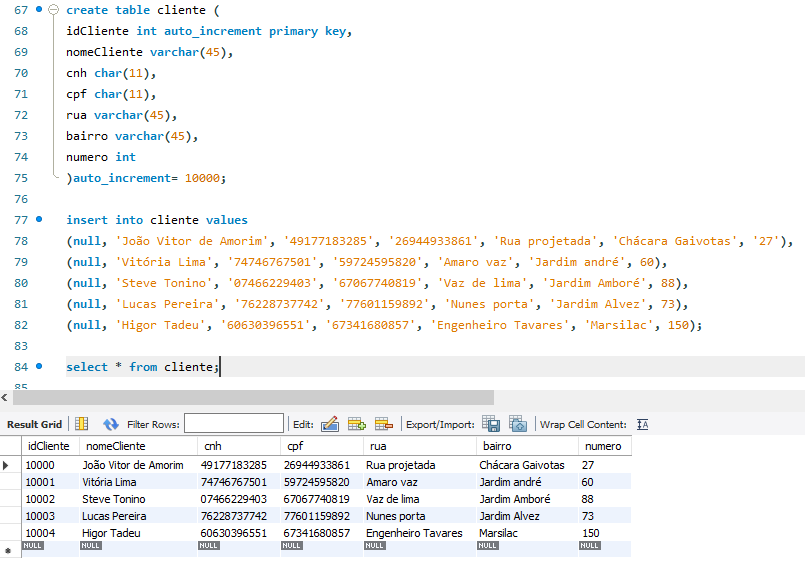 67 create table cliente (
68 idCliente int auto_increment primary key,
69 nomeCliente varchar(45),
70 cnh char(11),
71 cpf char(11),
72 rua varchar(45),
73 bairro varchar(45),
74 numero int
75 )auto_increment= 10000;
76
77 insert into cliente values
78 (null, 'João Vitor de Amorim', '49177183285', '26944933861', 'Rua projetada', 'Chácara Gaivotas', '27'),
79 (null, 'Vitória Lima', '74746767501', '59724595820', 'Amaro vaz', 'Jardim andré', 60),
80 (null, 'Steve Tonino', '07466229403', '67067740819', 'Vaz de lima', 'Jardim Amboré', 88),
81 (null, 'Lucas Pereira', '76228737742', '77601159892', 'Nunes porta', 'Jardim Alvez', 73),
82 (null, 'Higor Tadeu', '60630396551', '67341680857', 'Engenheiro Tavares', 'Marsilac', 150);
83
84 select * from cliente;
85
Result Grid Filter Rows: Edit: Export/Import: Wrap Cell Content: IA
idCliente nomeCliente cnh cpf rua bairro numero
10000 João Vitor de Amorim 49177183285 26944933861 Rua projetada Chácara Gaivotas 27
10001 Vitória Lima 74746767501 59724595820 Amaro vaz Jardim andré 60
10002 Steve Tonino 07466229403 67067740819 Vaz de lima Jardim Amboré 88
10003 Lucas Pereira 76228737742 77601159892 Nunes porta Jardim Alvez 73
10004 Higor Tadeu 60630396551 67341680857 Engenheiro Tavares Marsilac 150
NULL NULL NULL NULL NULL NULL NULL